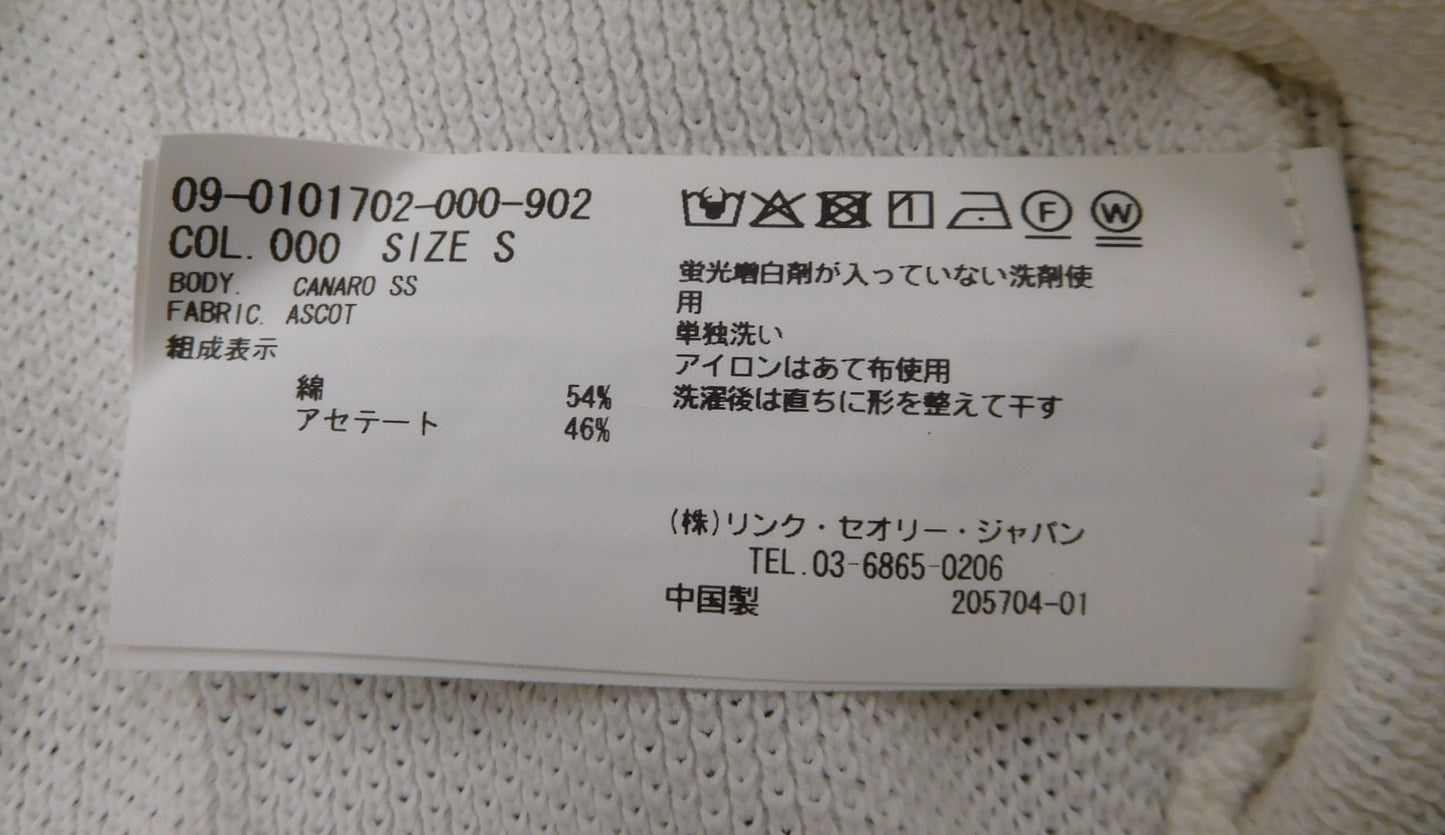 09-0101702-000-902
COL. 000 SIZE S
BODY. CANARO SS
FABRIC. ASCOT
組成表示
綿 54%
アセテート 46%
F W
蛍光増白剤が入っていない洗剤使
用
単独洗い
アイロンはあて布使用
洗濯後は直ちに形を整えて干す
(株)リンク・セオリー・ジャパン
TEL.03-6865-0206
中国製 205704-01